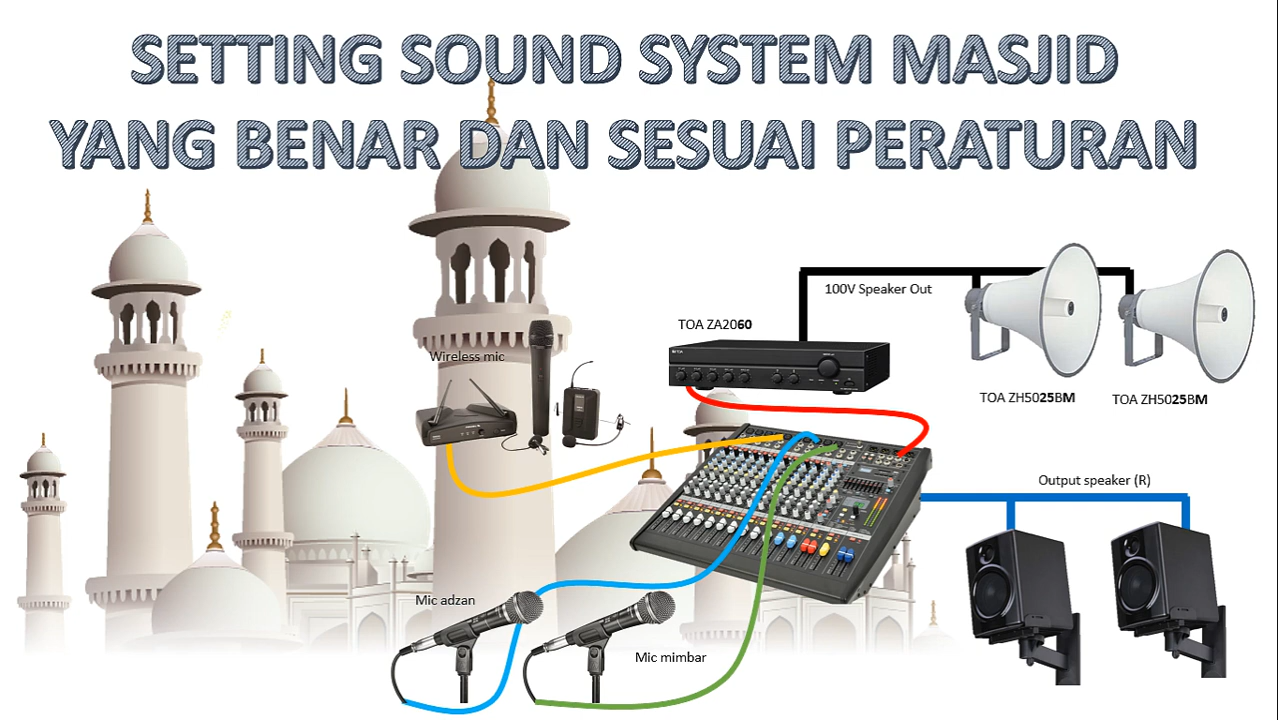 SETTING SOUND SYSTEM MASJID
YANG BENAR DAN SESUAI PERATURAN
100V Speaker Out
TOA ZA2060
Wireless mic
TOA ZH5025BM
TOA ZH5025BM
Output speaker (R)
Mic adzan
Mic mimbar